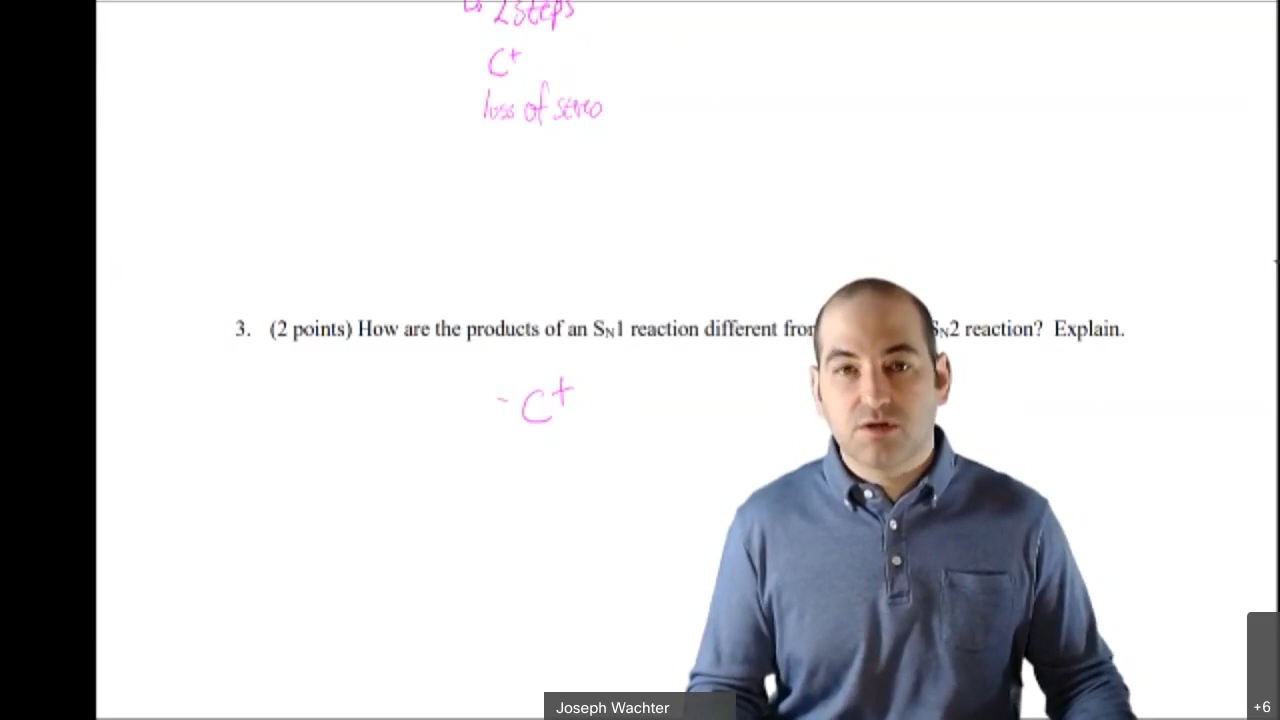 2 steps
C+
loss of stereo
3. (2 points) How are the products of an SN1 reaction different from SN2 reaction? Explain.
- C+
Joseph Wachter
+6